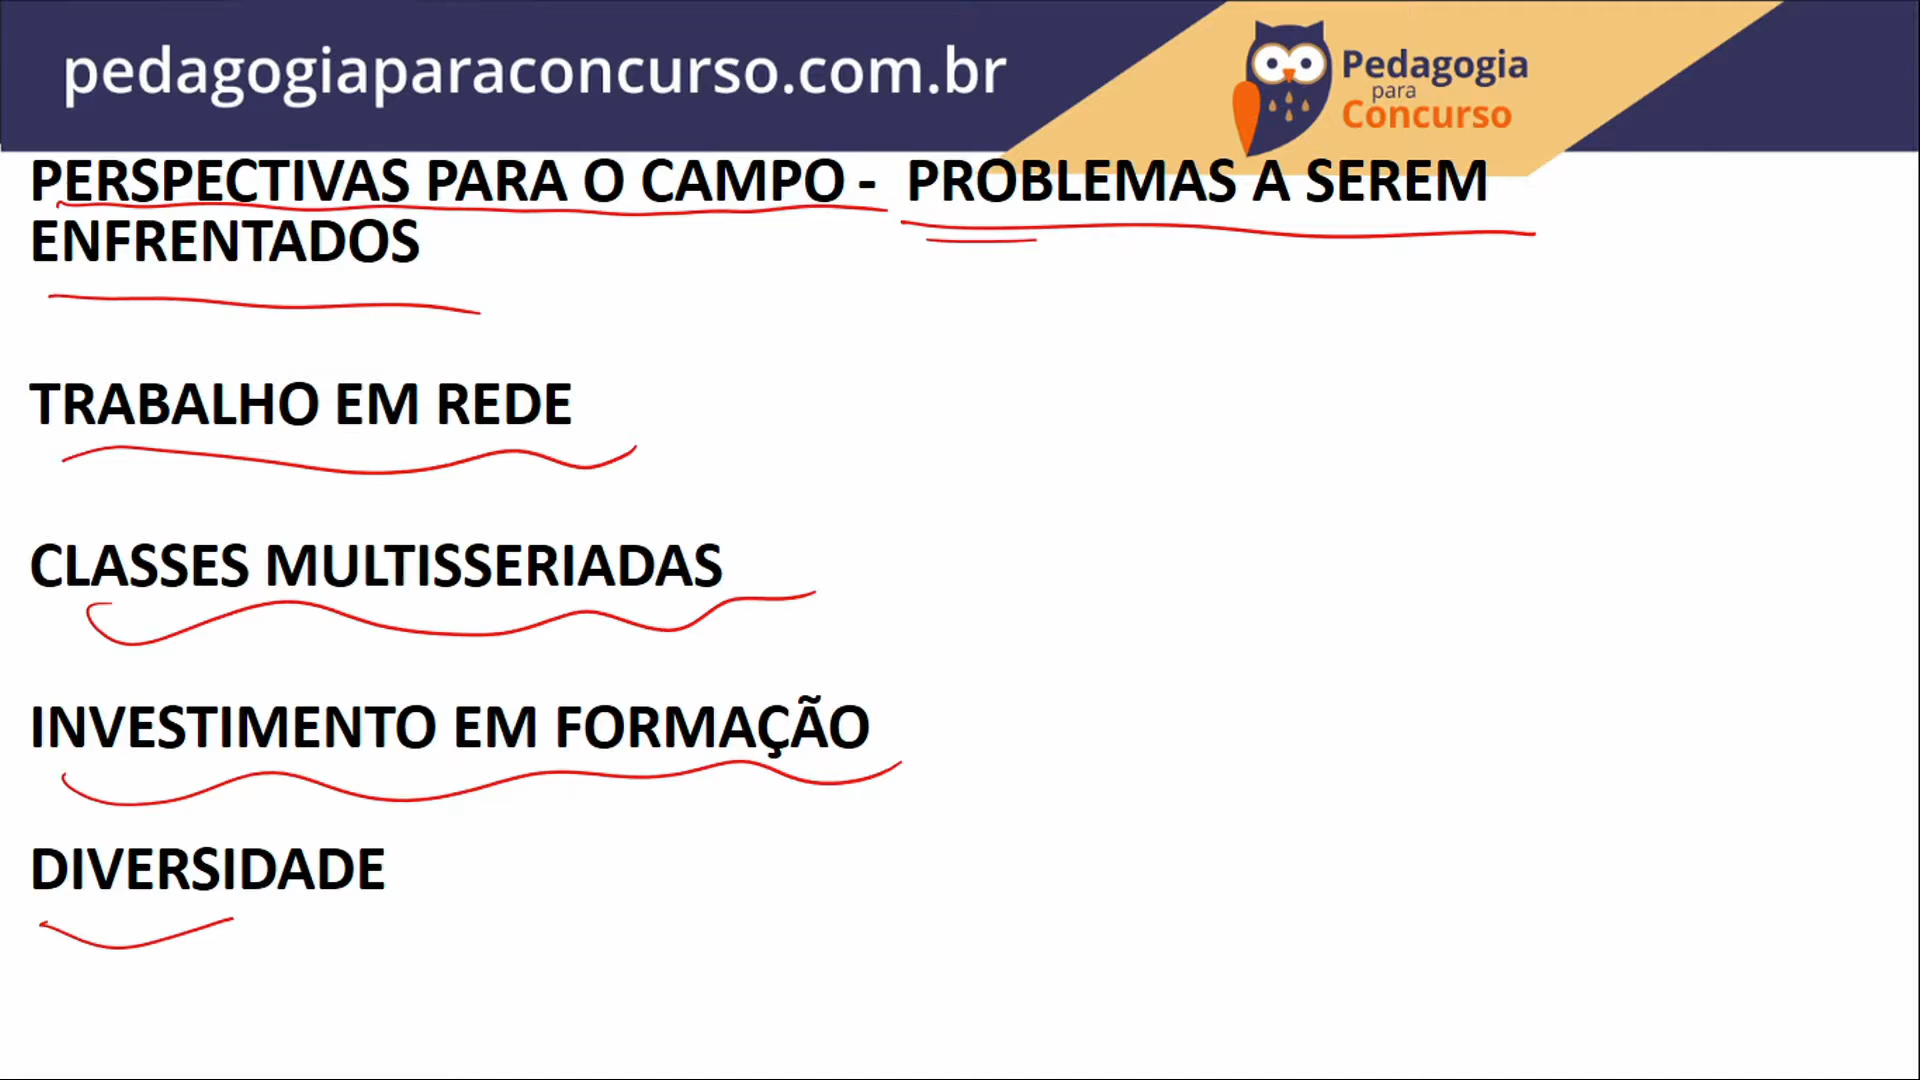 pedagogiaparaconcurso.com.br
Pedagogia
para
Concurso
PERSPECTIVAS PARA O CAMPO - PROBLEMAS A SEREM
ENFRENTADOS
TRABALHO EM REDE
CLASSES MULTISSERIADAS
INVESTIMENTO EM FORMAÇÃO
DIVERSIDADE